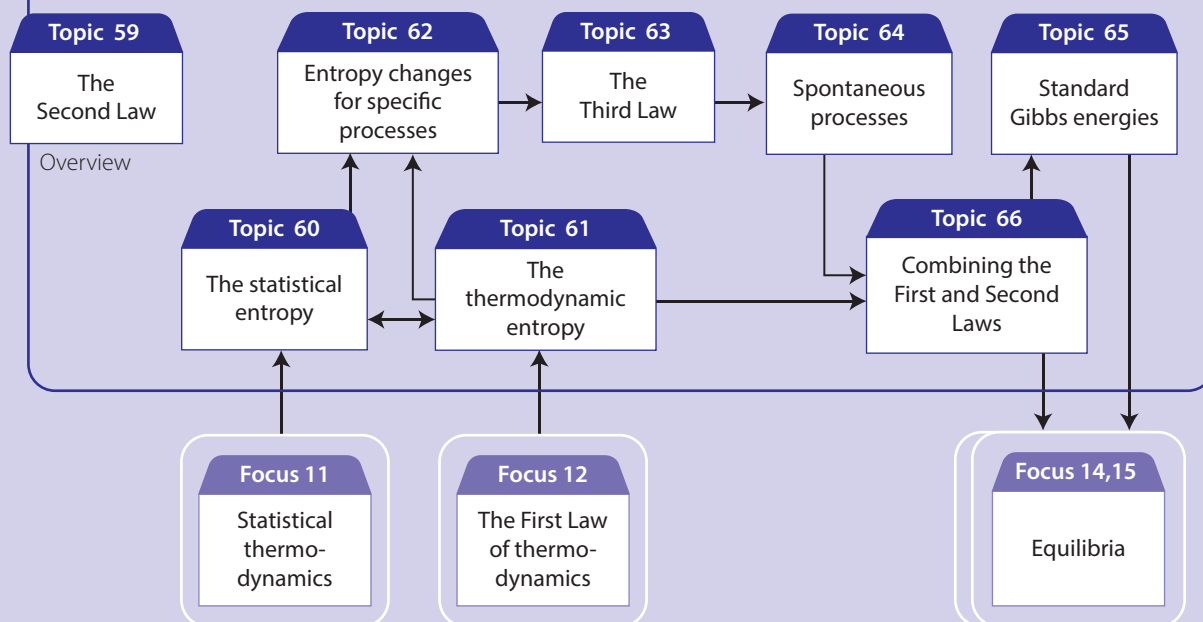 Topic 59
The
Second Law
Overview
Topic 62
Entropy changes
for specific
processes
Topic 63
The
Third Law
Topic 64
Spontaneous
processes
Topic 65
Standard
Gibbs energies
Topic 60
The statistical
entropy
Topic 61
The
thermodynamic
entropy
Topic 66
Combining the
First and Second
Laws
Focus 11
Statistical
thermo-
dynamics
Focus 12
The First Law
of thermo-
dynamics
Focus 14,15
Equilibria